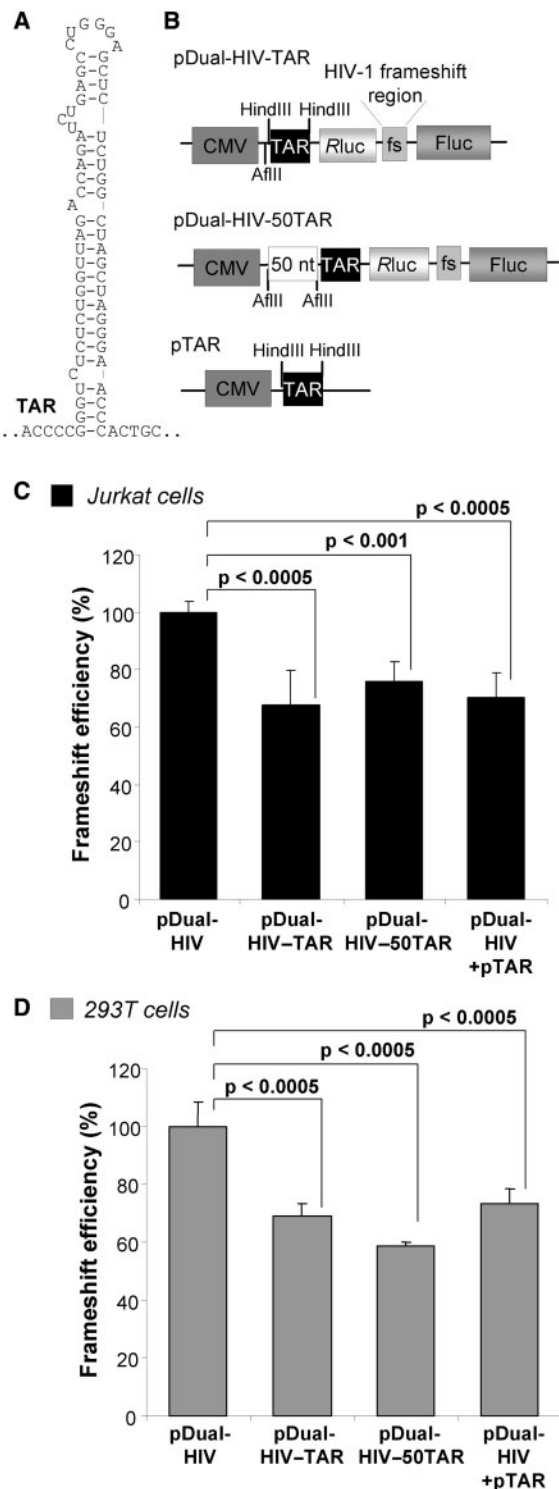 A
B
pDual-HIV-TAR
HIV-1 frameshift
region
HindIII HindIII
CMV TAR Rluc fs Fluc
AflII
pDual-HIV-50TAR
CMV 50 nt TAR Rluc fs Fluc
AflII AflII
pTAR
HindIII HindIII
CMV TAR
TAR
..ACCCCG-CACTGC..
C Jurkat cells
p < 0.0005
p < 0.001
p < 0.0005
Frameshift efficiency (%)
120
100
80
60
40
20
0
pDual-HIV
pDual-HIV–TAR
pDual-HIV–50TAR
pDual-HIV +pTAR
D 293T cells
p < 0.0005
p < 0.0005
p < 0.0005
Frameshift efficiency (%)
120
100
80
60
40
20
0
pDual-HIV
pDual-HIV–TAR
pDual-HIV–50TAR
pDual-HIV +pTAR